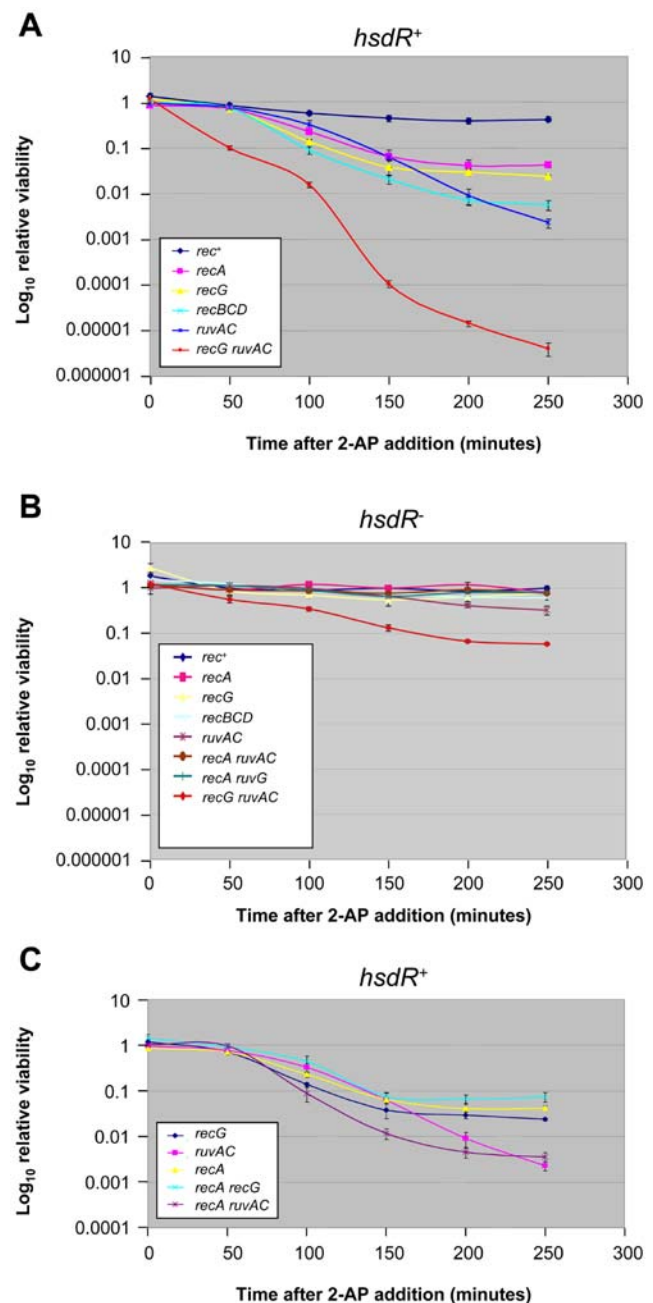 A
hsdR⁺
10
1
0.1
0.01
0.001
0.0001
0.00001
0.000001
Log₁₀ relative viability
rec⁺
recA
recG
recBCD
ruvAC
recG ruvAC
0 50 100 150 200 250 300
Time after 2-AP addition (minutes)
B
hsdR⁻
10
1
0.1
0.01
0.001
0.0001
0.00001
0.000001
Log₁₀ relative viability
rec⁺
recA
recG
recBCD
ruvAC
recA ruvAC
recA ruvG
recG ruvAC
0 50 100 150 200 250 300
Time after 2-AP addition (minutes)
C
hsdR⁺
10
1
0.1
0.01
0.001
0.0001
Log₁₀ relative viability
recG
ruvAC
recA
recA recG
recA ruvAC
0 50 100 150 200 250 300
Time after 2-AP addition (minutes)